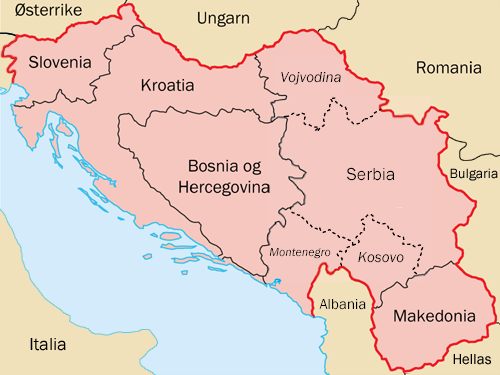 Østerrike
Ungarn
Slovenia
Kroatia
Vojvodina
Romania
Bosnia og
Hercegovina
Serbia
Bulgaria
Montenegro
Kosovo
Albania
Makedonia
Italia
Hellas